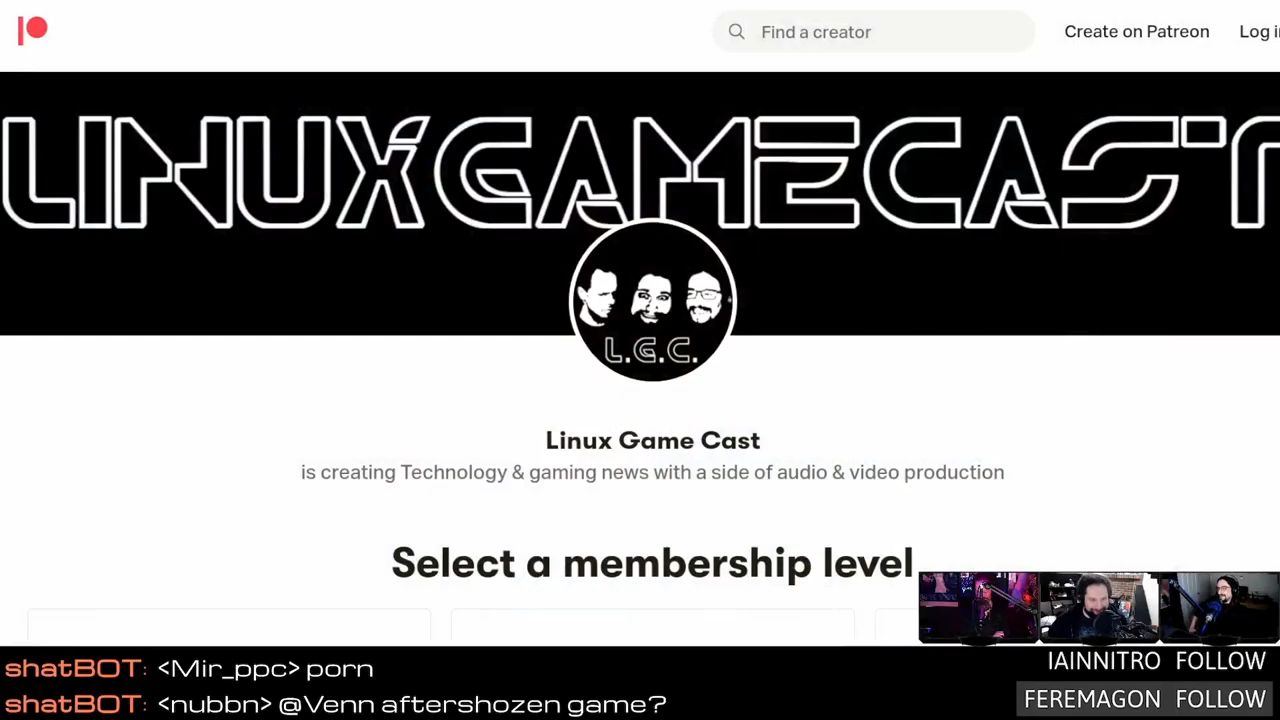 Find a creator
Create on Patreon
Log i
LINUXGAMECAST
L.G.C.
Linux Game Cast
is creating Technology & gaming news with a side of audio & video production
Select a membership level
shatBOT: <Mir_ppc> porn
shatBOT: <nubbn> @Venn aftershozen game?
IAINNITRO FOLLOW
FEREMAGON FOLLOW